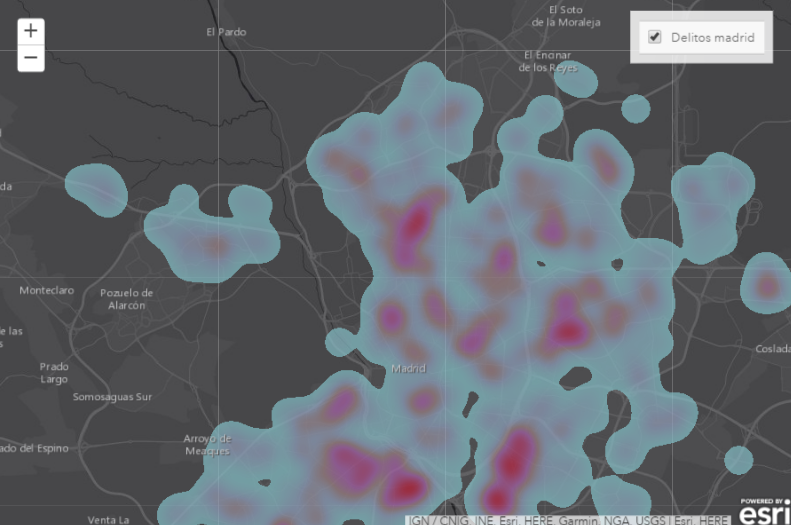 El Soto
de la Moraleja
El Pardo
Delitos madrid
El Encinar
de los Reyes
+
−
Monteclaro
Pozuelo de
Alarcón
Coslada
Prado
Largo
Madrid
Somosaguas Sur
Arroyo de
Meaques
ado del Espino
Venta La
POWERED BY
esri
IGN / CNIG, INE, Esri, HERE, Garmin, NGA, USGS | Esri, HERE